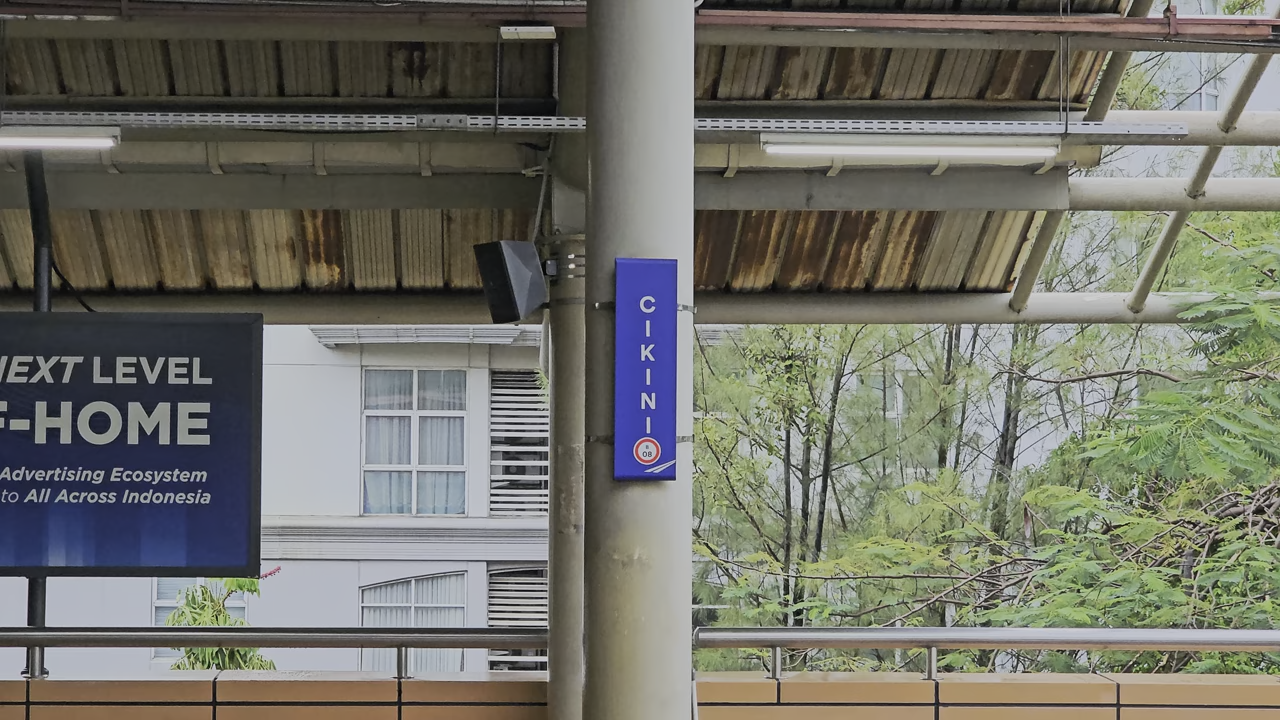 NEXT LEVEL
F-HOME
Advertising Ecosystem
to All Across Indonesia
CIKINI
B
08